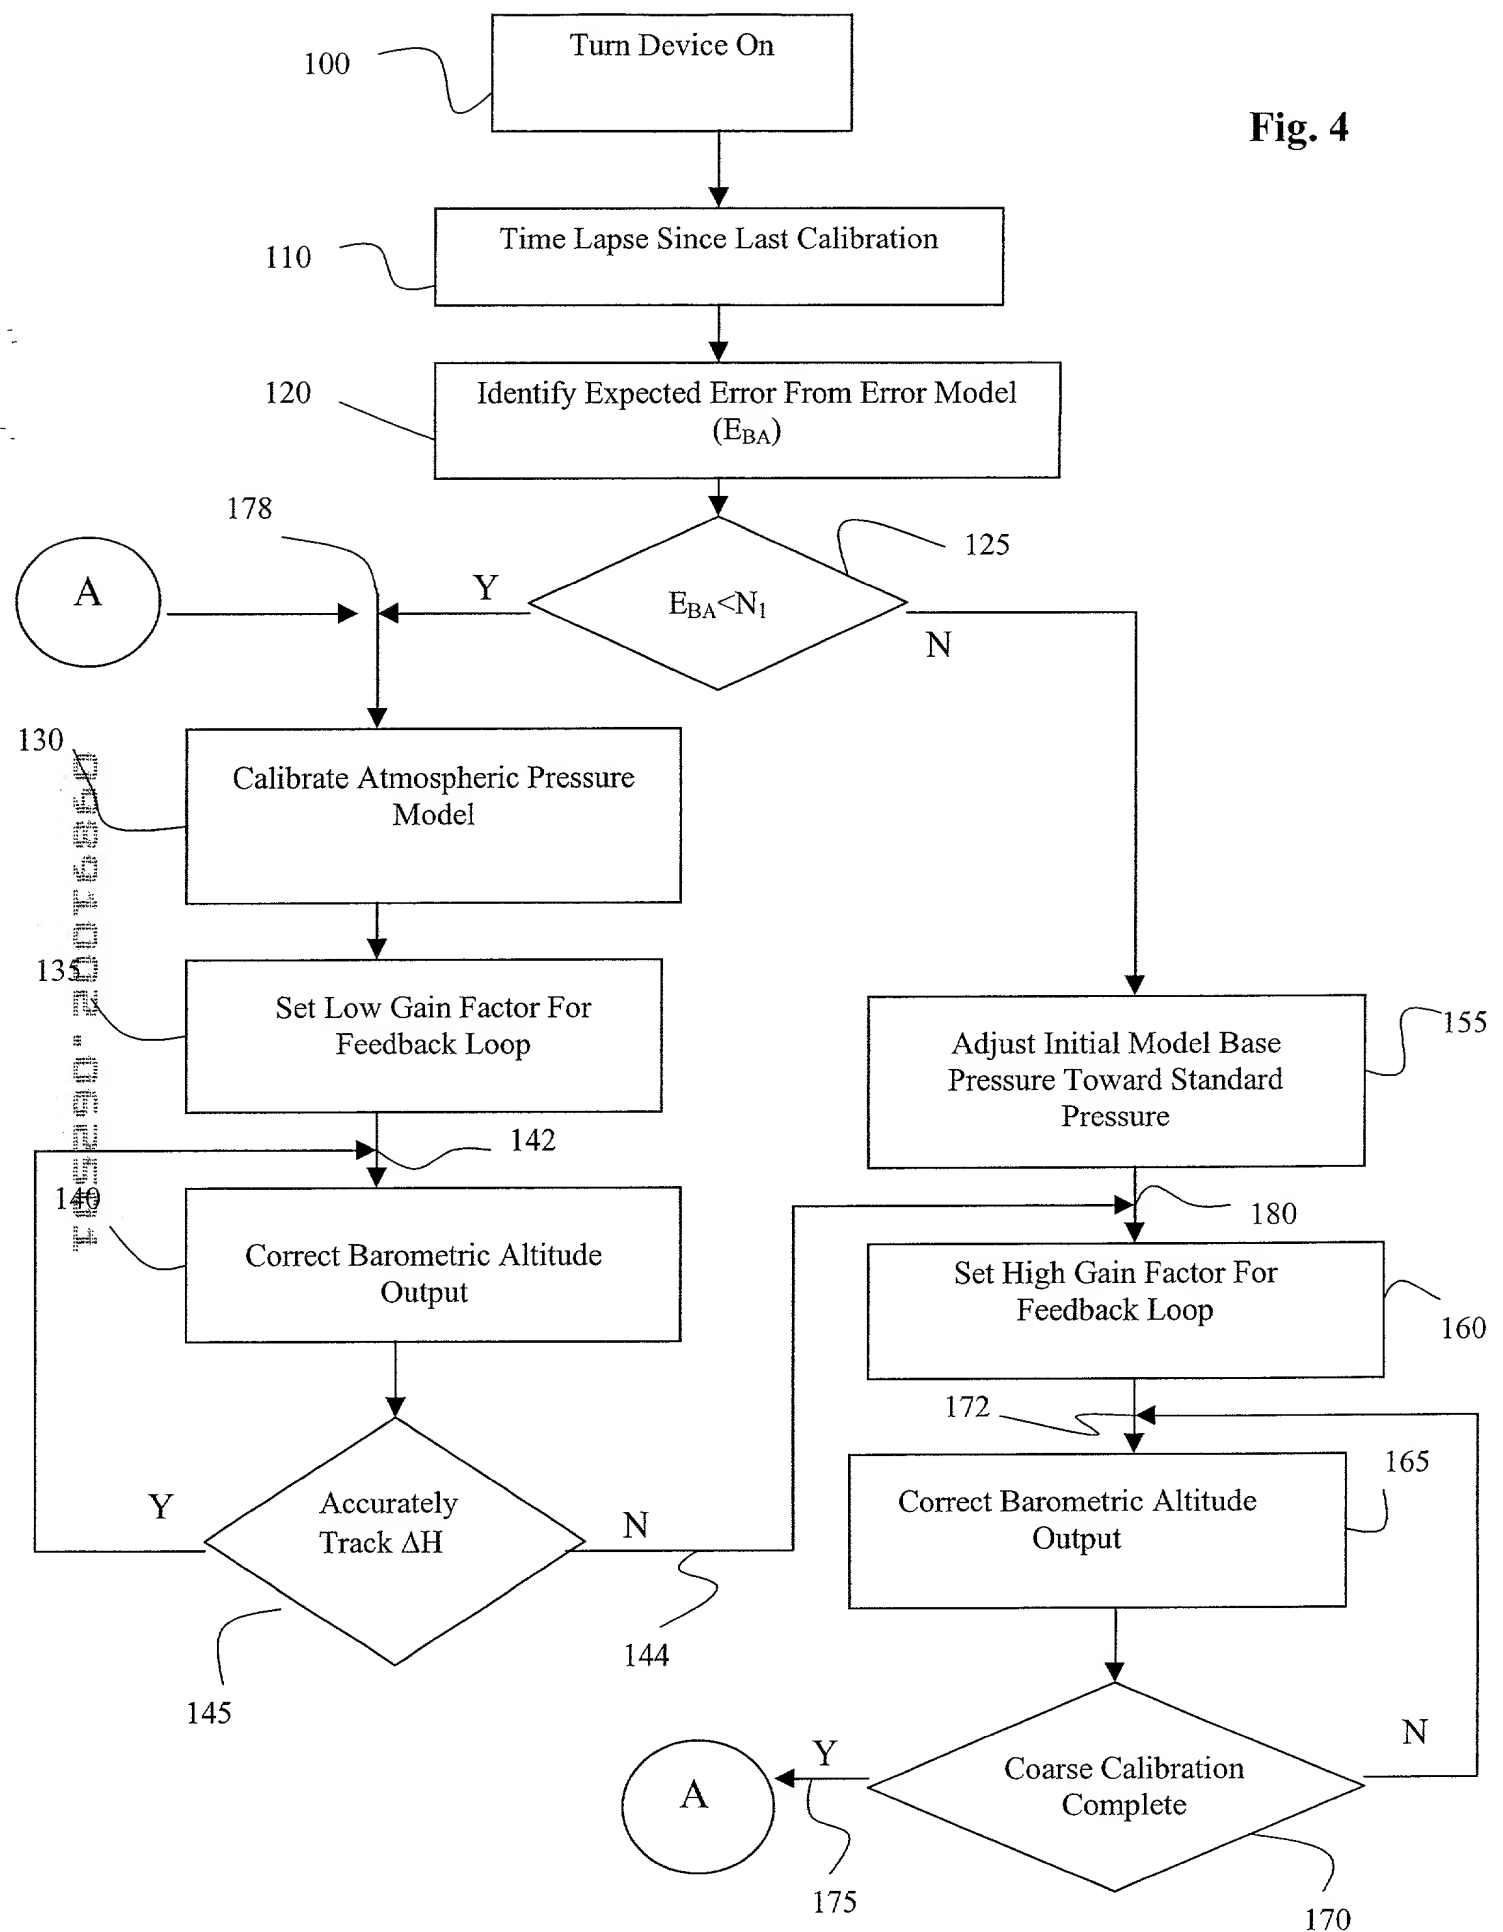 Turn Device On
100
Fig. 4
Time Lapse Since Last Calibration
110
Identify Expected Error From Error Model
(E_BA)
120
178
A
Y
E_BA<N_1
125
N
130
Calibrate Atmospheric Pressure
Model
135
Set Low Gain Factor For
Feedback Loop
155
Adjust Initial Model Base
Pressure Toward Standard
Pressure
142
140
Correct Barometric Altitude
Output
180
Set High Gain Factor For
Feedback Loop
160
172
165
Correct Barometric Altitude
Output
Y
Accurately
Track ΔH
N
144
145
A
Y
Coarse Calibration
Complete
N
175
170